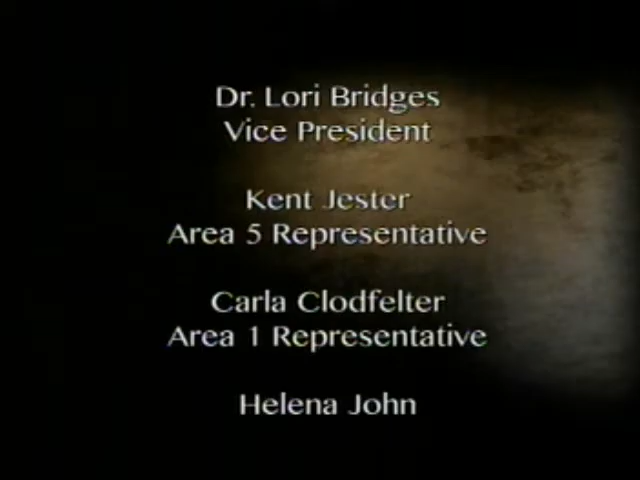 Dr. Lori Bridges
Vice President
Kent Jester
Area 5 Representative
Carla Clodfelter
Area 1 Representative
Helena John